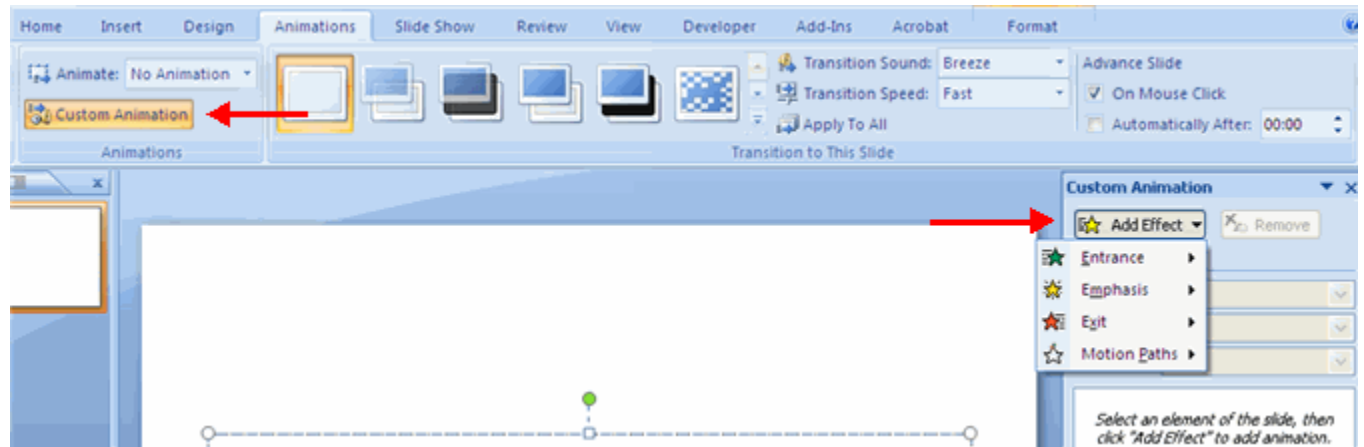 Home Insert Design Animations Slide Show Review View Developer Add-Ins Acrobat Format
Animate: No Animation
Custom Animation
Animations
Transition Sound: Breeze
Transition Speed: Fast
Apply To All
Transition to This Slide
Advance Slide
On Mouse Click
Automatically After: 00:00
Custom Animation
Add Effect
Remove
Entrance
Emphasis
Exit
Motion Paths
Select an element of the slide, then
click "Add Effect" to add animation.